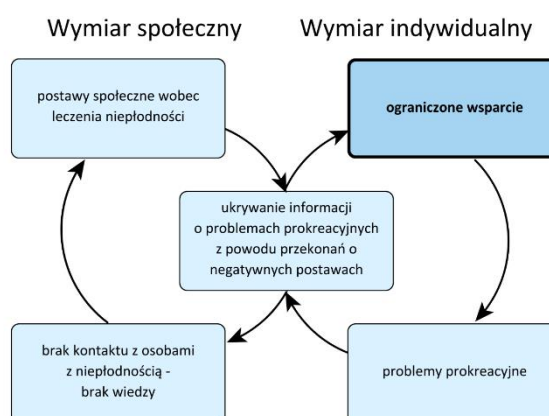 Wymiar społeczny
Wymiar indywidualny
postawy społeczne wobec
leczenia niepłodności
ograniczone wsparcie
ukrywanie informacji
o problemach prokreacyjnych
z powodu przekonań o
negatywnych postawach
brak kontaktu z osobami
z niepłodnością -
brak wiedzy
problemy prokreacyjne